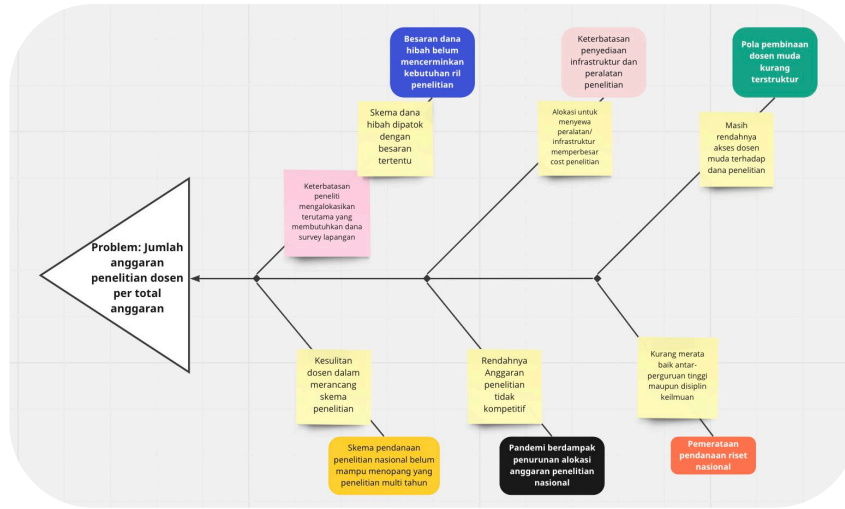 Besaran dana
hibah belum
mencerminkan
kebutuhan ril
penelitian
Keterbatasan
penyediaan
infrastruktur dan
peralatan
penelitian
Pola pembinaan
dosen muda
kurang
terstruktur
Skema dana
hibah dipatok
dengan
besaran
tertentu
Alokasi untuk
menyewa
peralatan/
infrastruktur
memperbesar
cost penelitian
Masih
rendahnya
akses dosen
muda terhadap
dana penelitian
Keterbatasan
peneliti
mengalokasikan
terutama yang
membutuhkan dana
survey lapangan
Problem: Jumlah
anggaran
penelitian dosen
per total
anggaran
Kesulitan
dosen dalam
merancang
skema
penelitian
Rendahnya
Anggaran
penelitian
tidak
kompetitif
Kurang merata
baik antar-
perguruan tinggi
maupun disiplin
keilmuan
Skema pendanaan
penelitian nasional belum
mampu menopang yang
penelitian multi tahun
Pandemi berdampak
penurunan alokasi
anggaran penelitian
nasional
Pemerataan
pendanaan riset
nasional